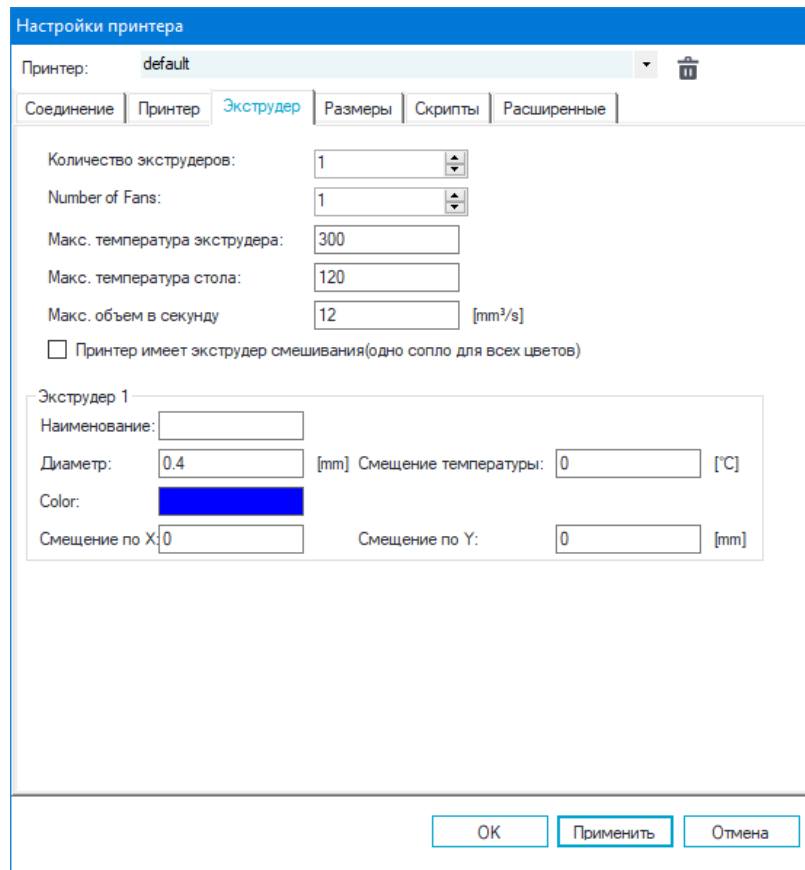 Настройки принтера
Принтер: default
Соединение Принтер Экструдер Размеры Скрипты Расширенные
Количество экструдеров: 1
Number of Fans: 1
Макс. температура экструдера: 300
Макс. температура стола: 120
Макс. объем в секунду 12 [mm³/s]
Принтер имеет экструдер смешивания(одно сопло для всех цветов)
Экструдер 1
Наименование:
Диаметр: 0.4 [mm] Смещение температуры: 0 [°C]
Color:
Смещение по X: 0 Смещение по Y: 0 [mm]
OK Применить Отмена